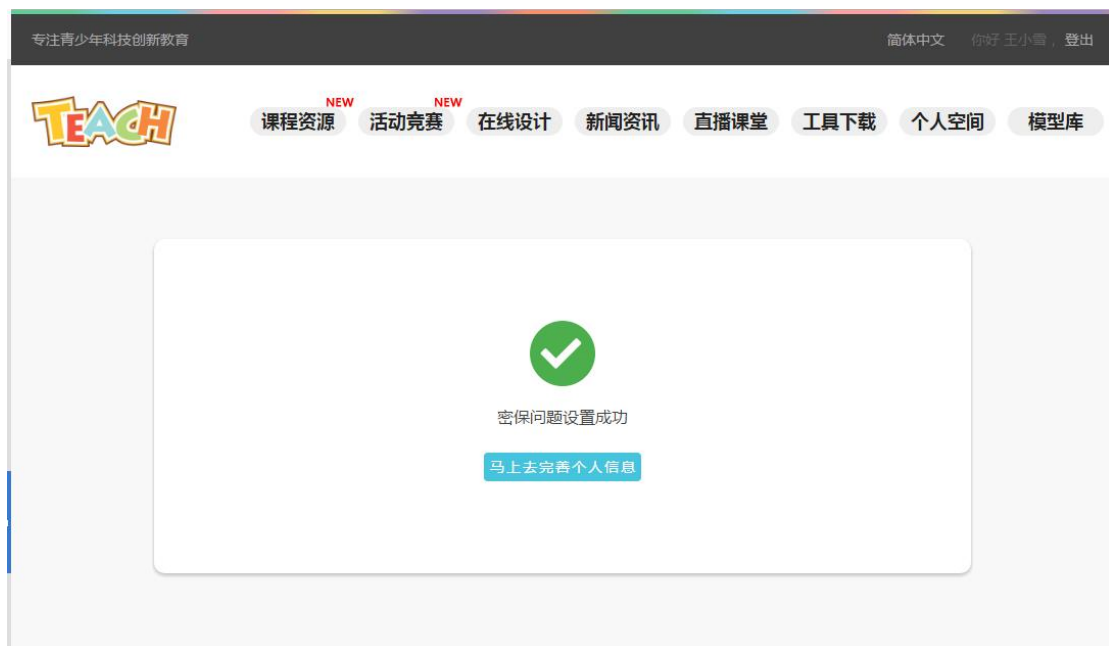 专注青少年科技创新教育
简体中文 你好 王小雪， 登出
TEACH
NEW NEW
课程资源 活动竞赛 在线设计 新闻资讯 直播课堂 工具下载 个人空间 模型库
密保问题设置成功
马上去完善个人信息